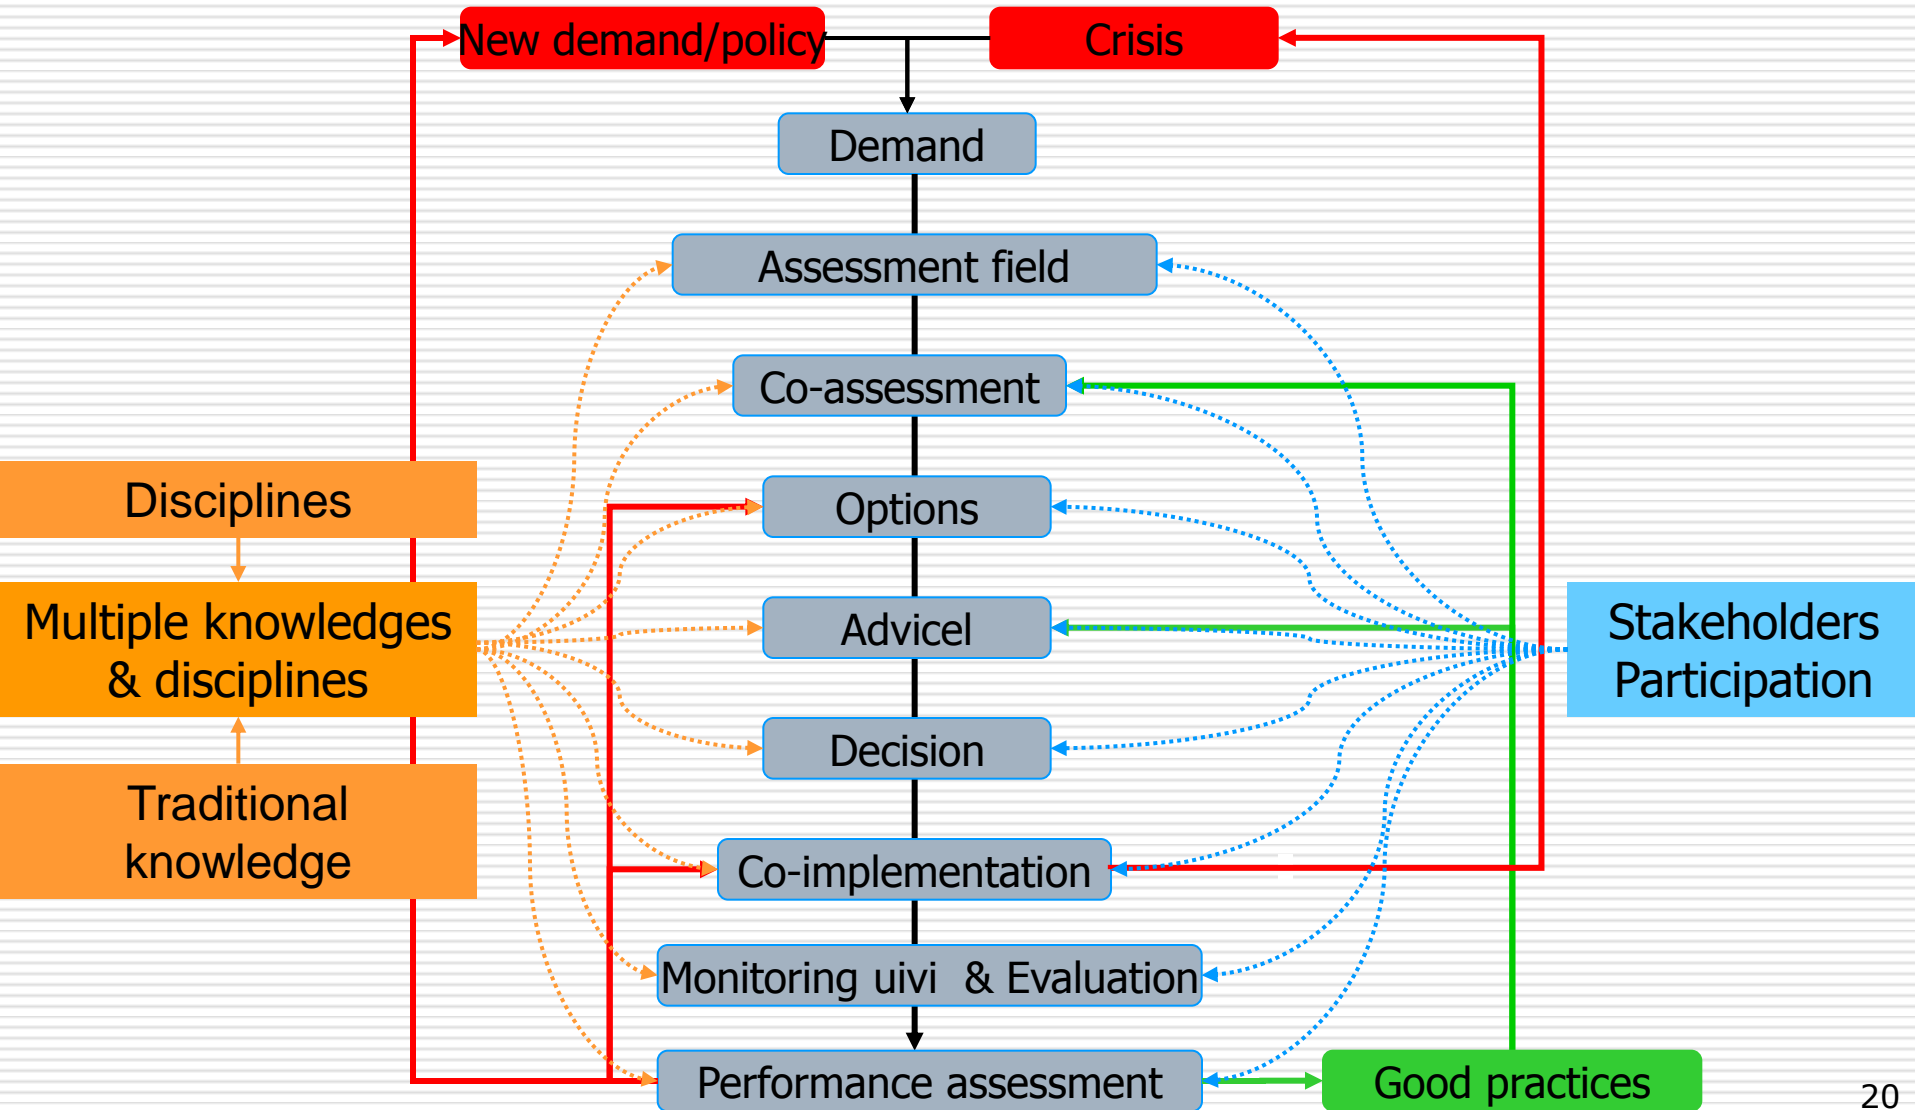 New demand/policy
Crisis
Demand
Assessment field
Co-assessment
Disciplines
Options
Multiple knowledges
& disciplines
Advicel
Stakeholders
Participation
Decision
Traditional
knowledge
Co-implementation
Monitoring uivi  & Evaluation
Performance assessment
Good practices
20